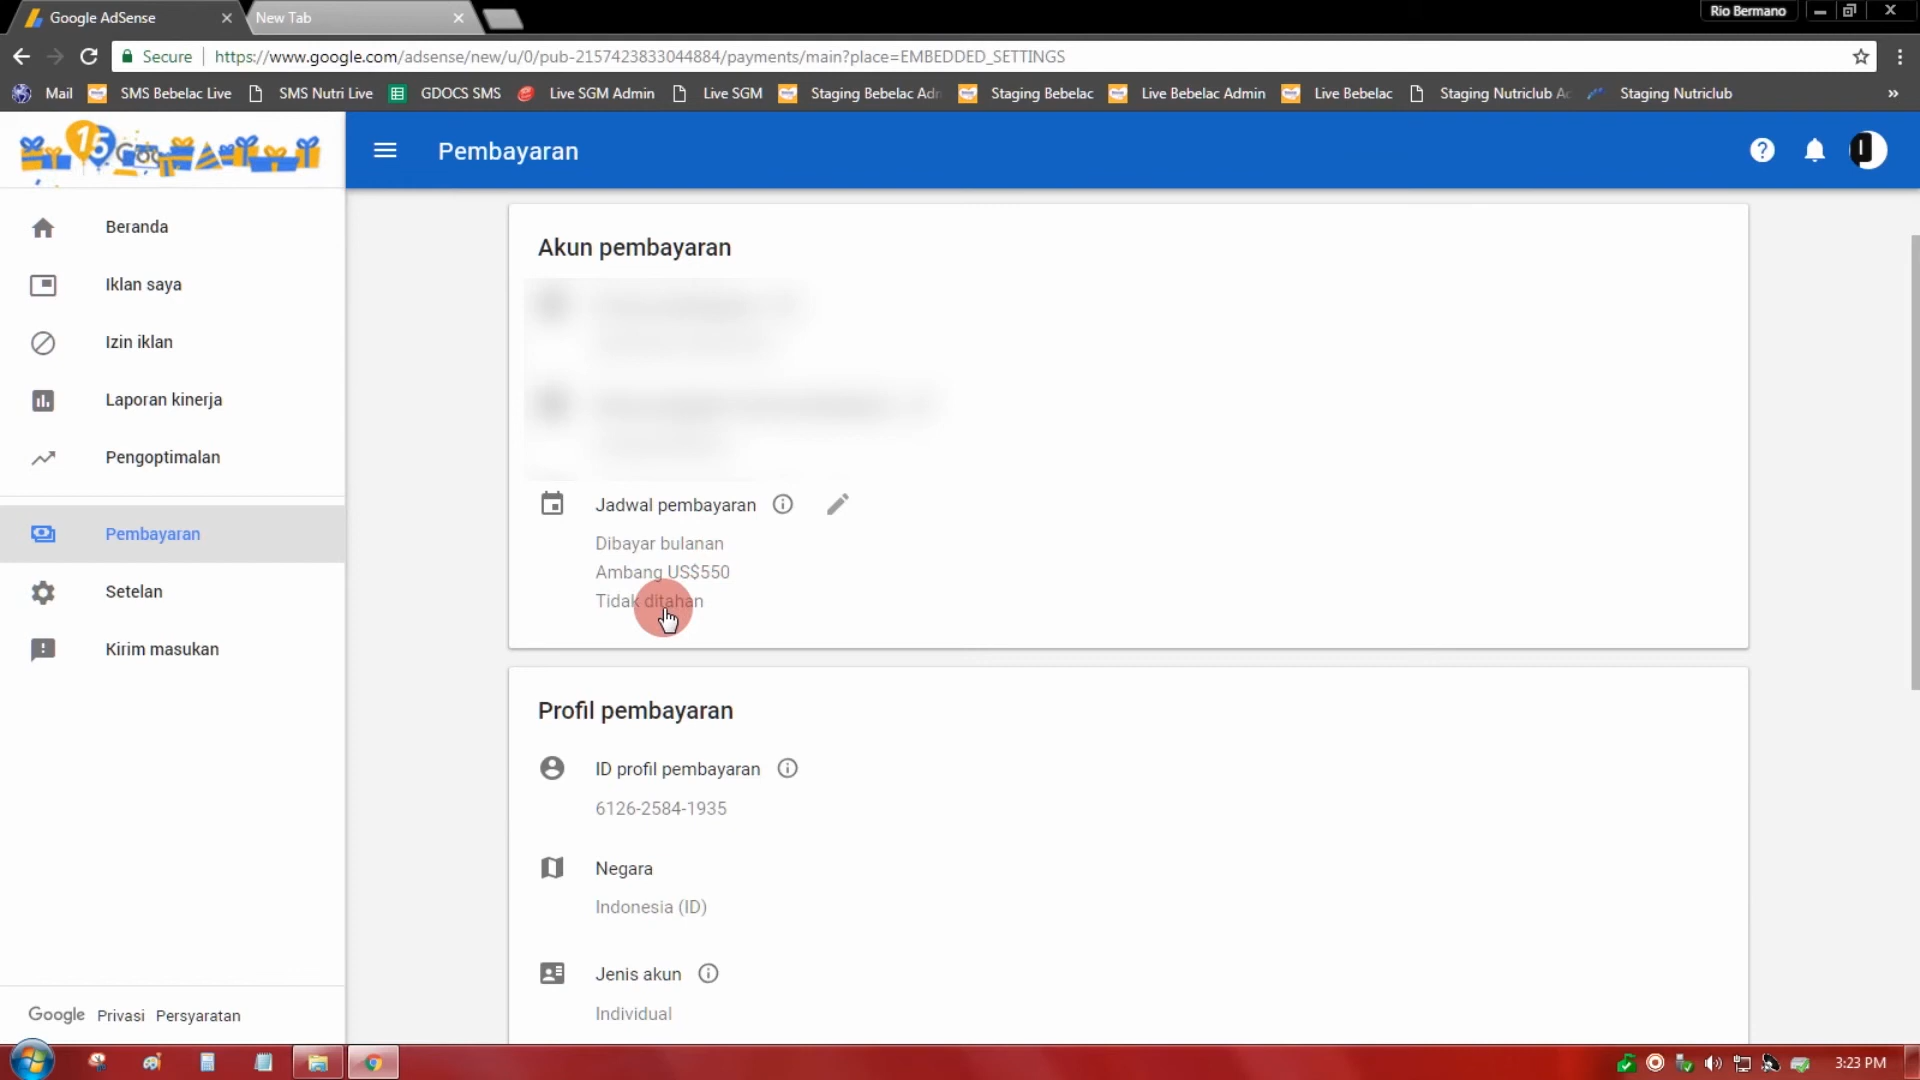 Google AdSense
New Tab
Rio Bermano
Secure
https://www.google.com/adsense/new/u/0/pub-2157423833044884/payments/main?place=EMBEDDED_SETTINGS
Mail
SMS Bebelac Live
SMS Nutri Live
GDOCS SMS
Live SGM Admin
Live SGM
Staging Bebelac Adn
Staging Bebelac
Live Bebelac Admin
Live Bebelac
Staging Nutriclub Ac
Staging Nutriclub
»
15
Pembayaran
Beranda
Iklan saya
Izin iklan
Laporan kinerja
Pengoptimalan
Pembayaran
Setelan
Kirim masukan
Google Privasi Persyaratan
Akun pembayaran
Jadwal pembayaran
Dibayar bulanan
Ambang US$550
Tidak ditahan
Profil pembayaran
ID profil pembayaran
6126-2584-1935
Negara
Indonesia (ID)
Jenis akun
Individual
3:23 PM